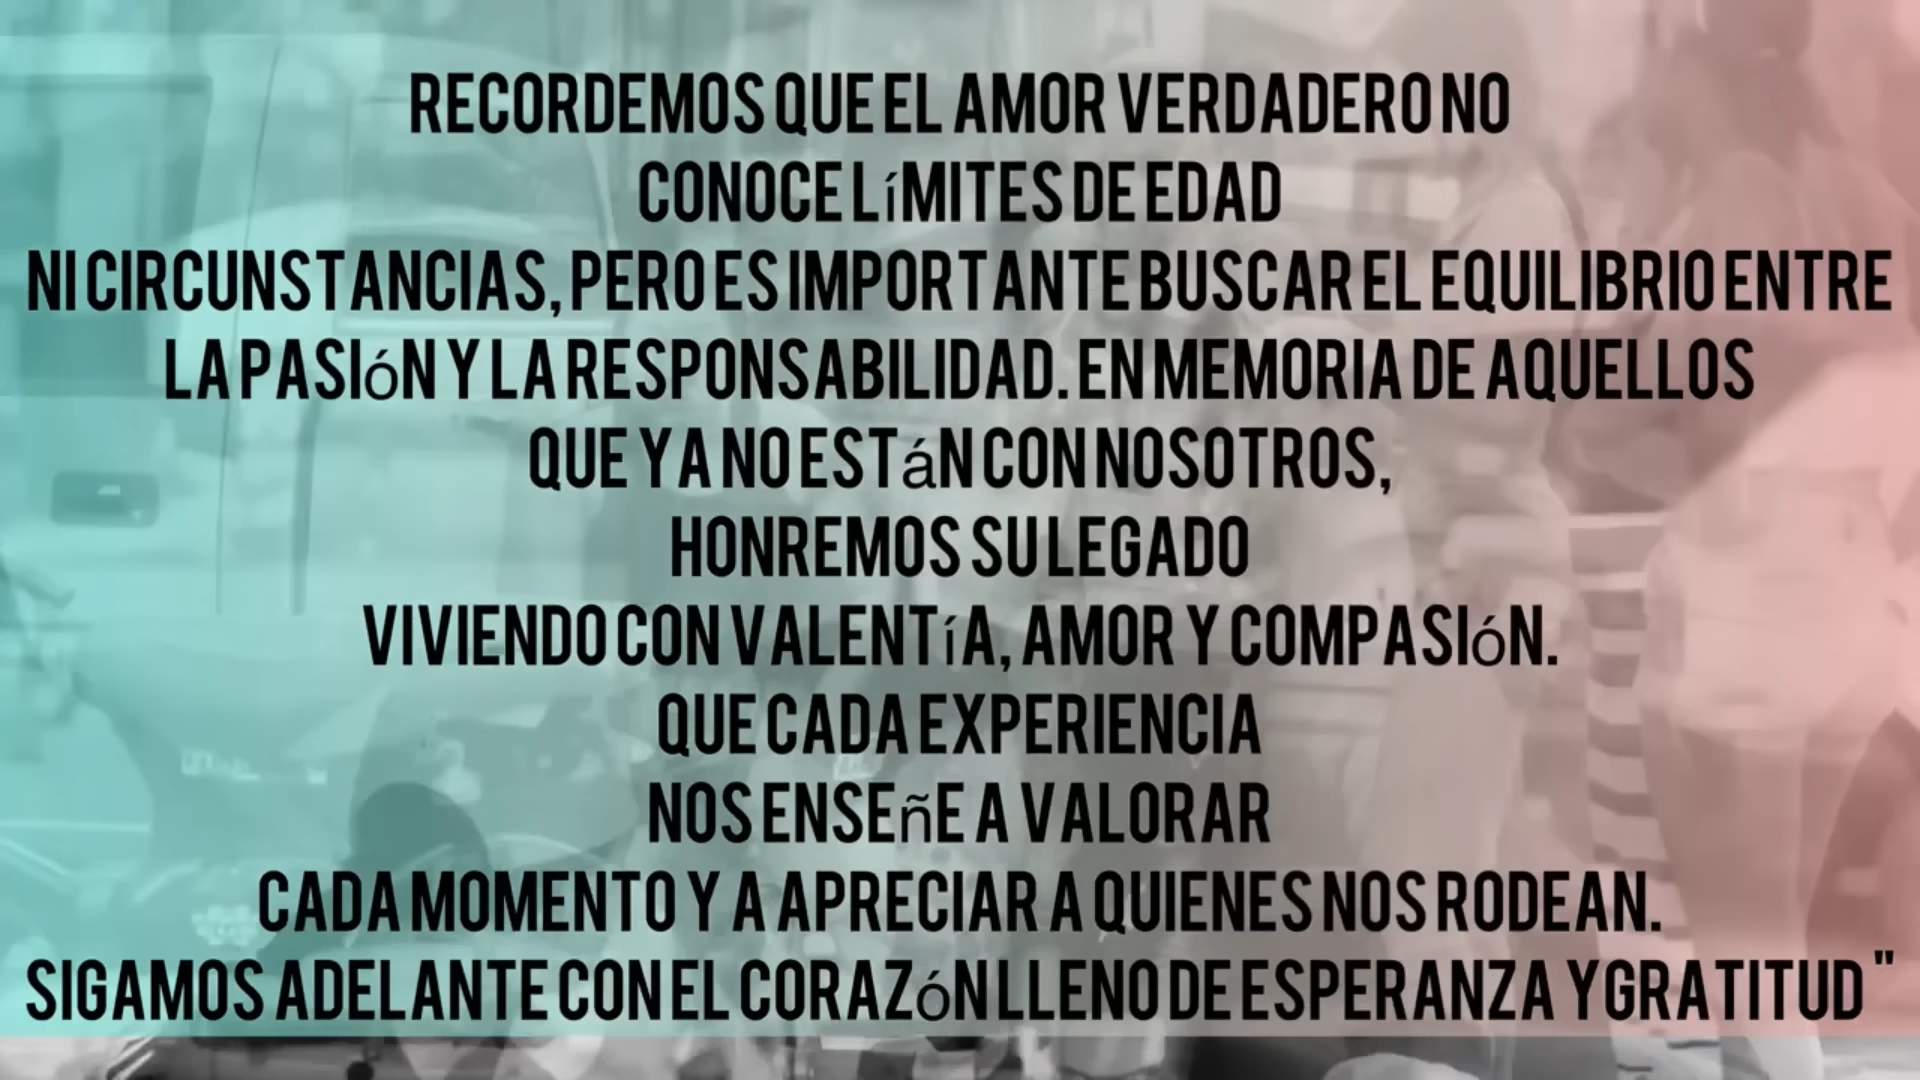 RECORDEMOS QUE EL AMOR VERDADERO NO
CONOCE LíMITES DE EDAD
NI CIRCUNSTANCIAS, PERO ES IMPORTANTE BUSCAR EL EQUILIBRIO ENTRE
LA PASIóN Y LA RESPONSABILIDAD. EN MEMORIA DE AQUELLOS
QUE YA NO ESTáN CON NOSOTROS,
HONREMOS SU LEGADO
VIVIENDO CON VALENTíA, AMOR Y COMPASIóN.
QUE CADA EXPERIENCIA
NOS ENSEñE A VALORAR
CADA MOMENTO Y A APRECIAR A QUIENES NOS RODEAN.
SIGAMOS ADELANTE CON EL CORAZóN LLENO DE ESPERANZA Y GRATITUD "